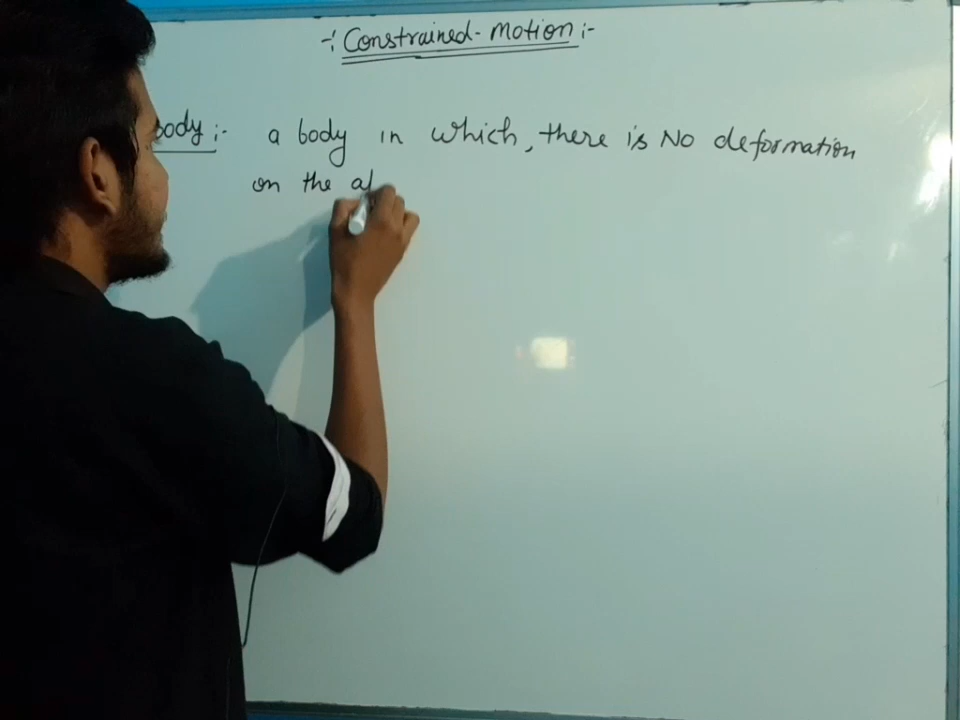 -: Constrained-Motion :-
body :- a body in which, there is No deformation
on the